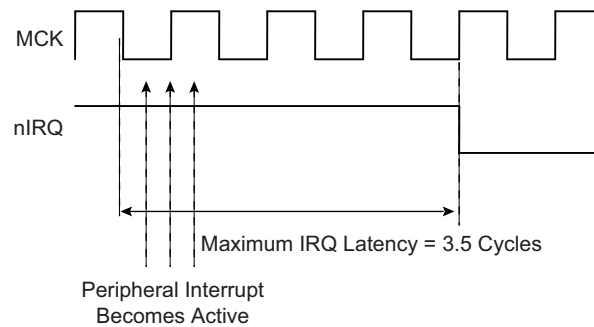 MCK
nIRQ
Maximum IRQ Latency = 3.5 Cycles
Peripheral Interrupt
Becomes Active